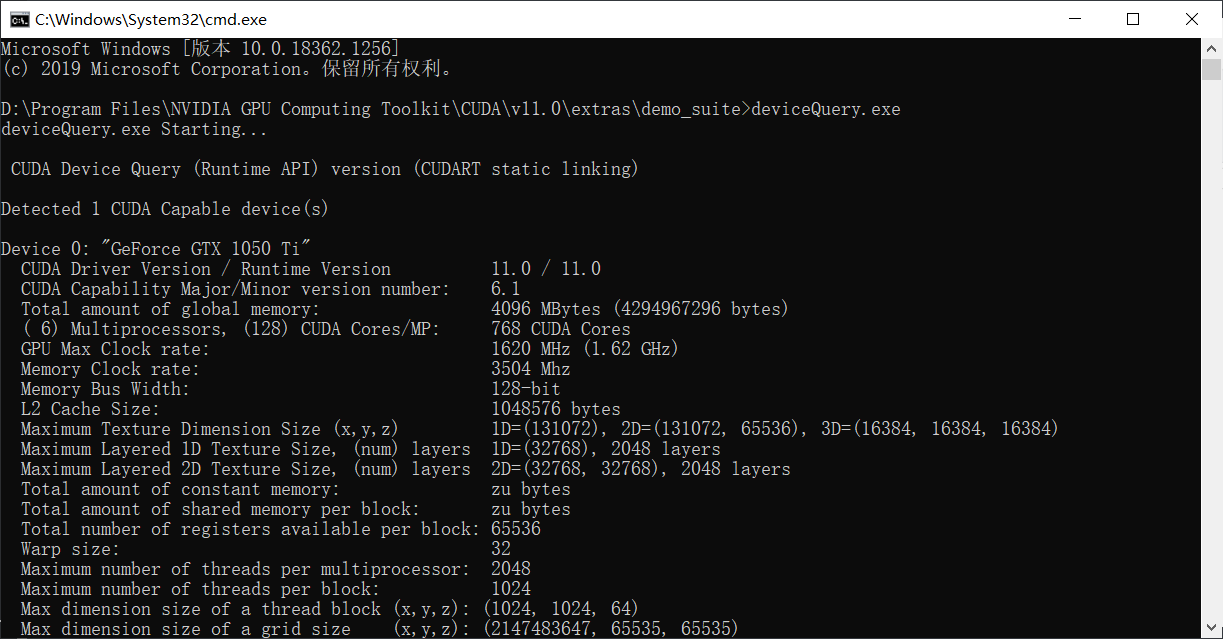 C:\Windows\System32\cmd.exe
Microsoft Windows [版本 10.0.18362.1256]
(c) 2019 Microsoft Corporation。保留所有权利。
D:\Program Files\NVIDIA GPU Computing Toolkit\CUDA\v11.0\extras\demo_suite>deviceQuery.exe
deviceQuery.exe Starting...
CUDA Device Query (Runtime API) version (CUDART static linking)
Detected 1 CUDA Capable device(s)
Device 0: "GeForce GTX 1050 Ti"
CUDA Driver Version / Runtime Version 11.0 / 11.0
CUDA Capability Major/Minor version number: 6.1
Total amount of global memory: 4096 MBytes (4294967296 bytes)
( 6) Multiprocessors, (128) CUDA Cores/MP: 768 CUDA Cores
GPU Max Clock rate: 1620 MHz (1.62 GHz)
Memory Clock rate: 3504 Mhz
Memory Bus Width: 128-bit
L2 Cache Size: 1048576 bytes
Maximum Texture Dimension Size (x,y,z) 1D=(131072), 2D=(131072, 65536), 3D=(16384, 16384, 16384)
Maximum Layered 1D Texture Size, (num) layers 1D=(32768), 2048 layers
Maximum Layered 2D Texture Size, (num) layers 2D=(32768, 32768), 2048 layers
Total amount of constant memory: zu bytes
Total amount of shared memory per block: zu bytes
Total number of registers available per block: 65536
Warp size: 32
Maximum number of threads per multiprocessor: 2048
Maximum number of threads per block: 1024
Max dimension size of a thread block (x,y,z): (1024, 1024, 64)
Max dimension size of a grid size (x,y,z): (2147483647, 65535, 65535)